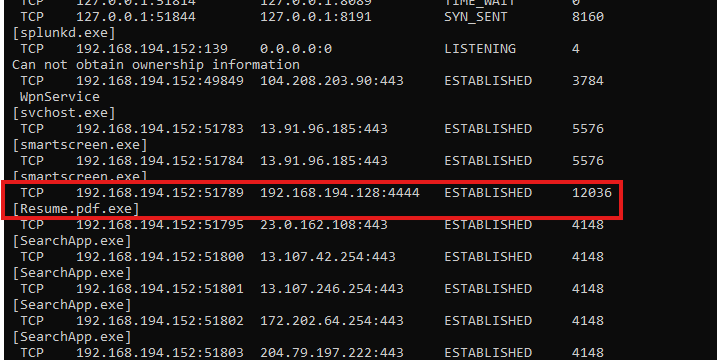 TCP 127.0.0.1:51814 127.0.0.1:8089 TIME_WAIT 0
TCP 127.0.0.1:51844 127.0.0.1:8191 SYN_SENT 8160
[splunkd.exe]
TCP 192.168.194.152:139 0.0.0.0:0 LISTENING 4
Can not obtain ownership information
TCP 192.168.194.152:49849 104.208.203.90:443 ESTABLISHED 3784
WpnService
[svchost.exe]
TCP 192.168.194.152:51783 13.91.96.185:443 ESTABLISHED 5576
[smartscreen.exe]
TCP 192.168.194.152:51784 13.91.96.185:443 ESTABLISHED 5576
[smartscreen.exe]
TCP 192.168.194.152:51789 192.168.194.128:4444 ESTABLISHED 12036
[Resume.pdf.exe]
TCP 192.168.194.152:51795 23.0.162.108:443 ESTABLISHED 4148
[SearchApp.exe]
TCP 192.168.194.152:51800 13.107.42.254:443 ESTABLISHED 4148
[SearchApp.exe]
TCP 192.168.194.152:51801 13.107.246.254:443 ESTABLISHED 4148
[SearchApp.exe]
TCP 192.168.194.152:51802 172.202.64.254:443 ESTABLISHED 4148
[SearchApp.exe]
TCP 192.168.194.152:51803 204.79.197.222:443 ESTABLISHED 4148